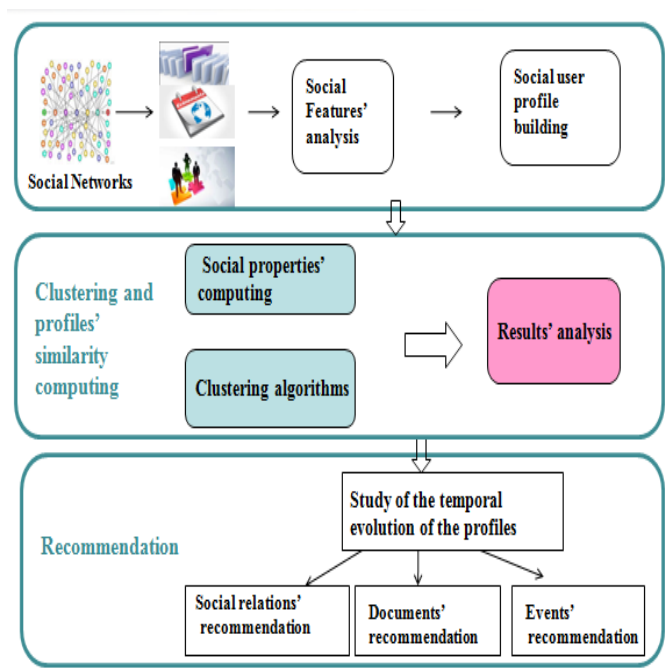 Social Networks
Social
Features’
analysis
Social user
profile
building
Clustering and
profiles’
similarity
computing
Social properties’
computing
Clustering algorithms
Results’ analysis
Recommendation
Study of the temporal
evolution of the profiles
Social relations’
recommendation
Documents’
recommendation
Events’
recommendation